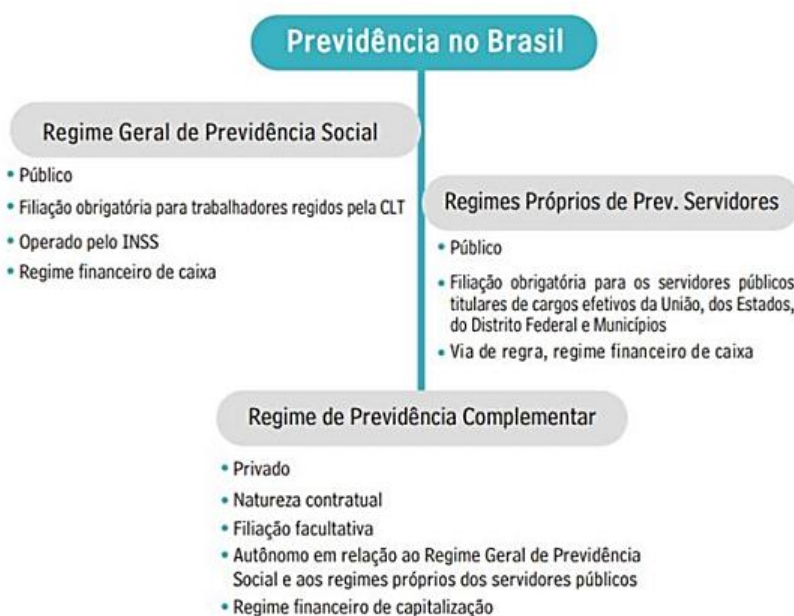 Previdência no Brasil
Regime Geral de Previdência Social
• Público
• Filiação obrigatória para trabalhadores regidos pela CLT
• Operado pelo INSS
• Regime financeiro de caixa
Regimes Próprios de Prev. Servidores
• Público
• Filiação obrigatória para os servidores públicos
titulares de cargos efetivos da União, dos Estados,
do Distrito Federal e Municípios
• Via de regra, regime financeiro de caixa
Regime de Previdência Complementar
• Privado
• Natureza contratual
• Filiação facultativa
• Autônomo em relação ao Regime Geral de Previdência
Social e aos regimes próprios dos servidores públicos
• Regime financeiro de capitalização